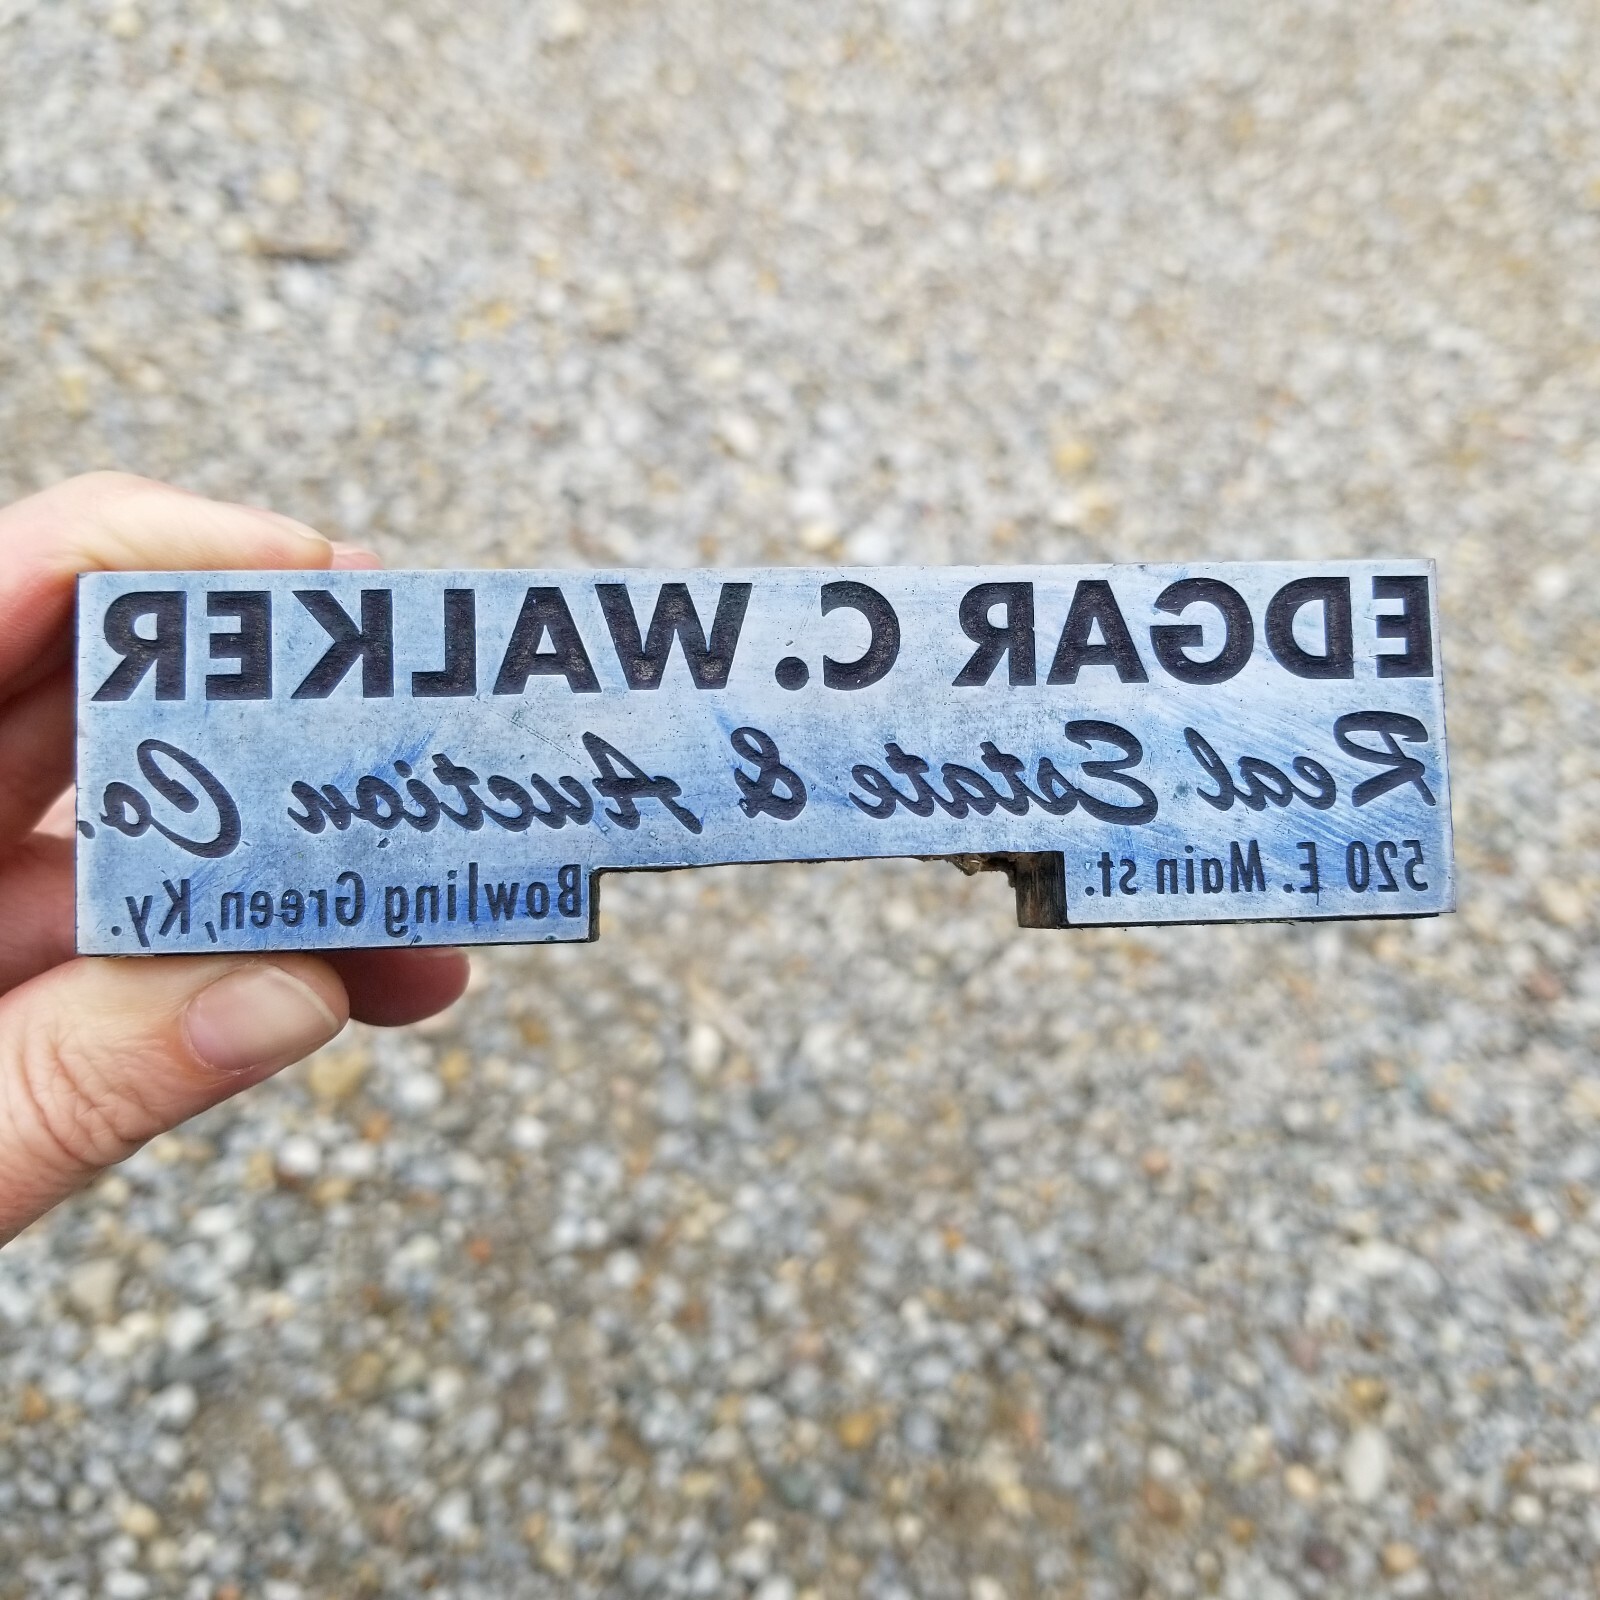 EDGAR C. WALKER
Real Estate & Auction Co.
520 E. Main st. Bowling Green, Ky.